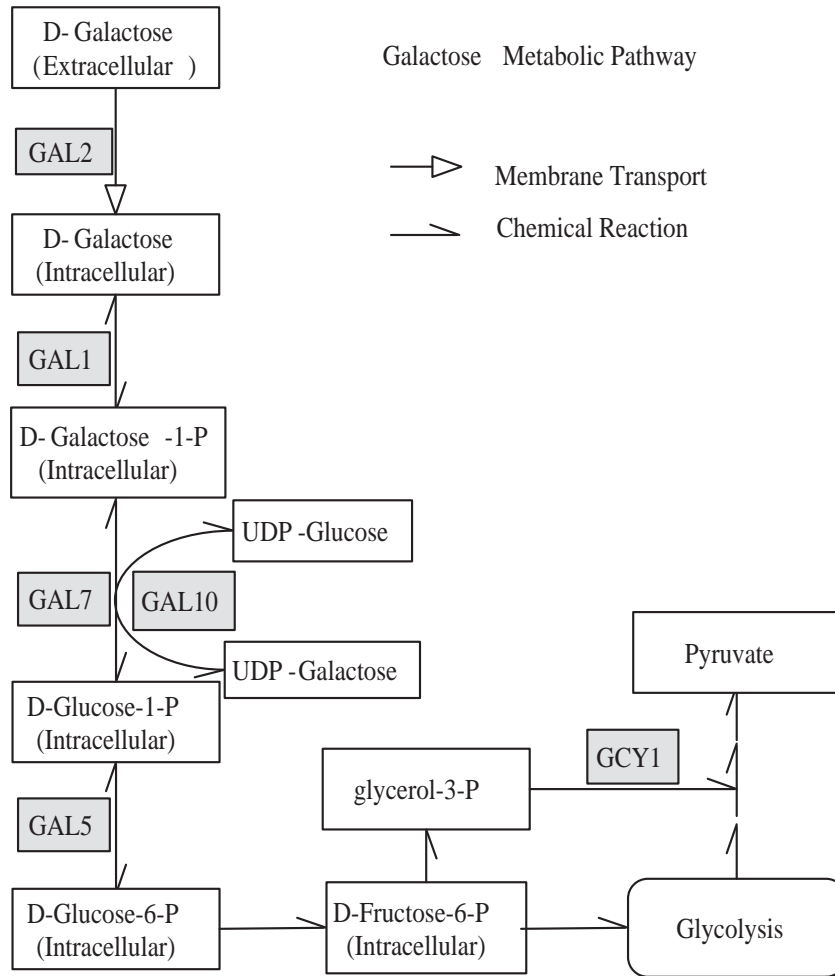 D- Galactose
(Extracellular )
Galactose Metabolic Pathway
GAL2
Membrane Transport
Chemical Reaction
D- Galactose
(Intracellular)
GAL1
D- Galactose -1-P
(Intracellular)
UDP -Glucose
GAL7
GAL10
UDP -Galactose
D-Glucose-1-P
(Intracellular)
Pyruvate
GCY1
glycerol-3-P
GAL5
D-Glucose-6-P
(Intracellular)
D-Fructose-6-P
(Intracellular)
Glycolysis